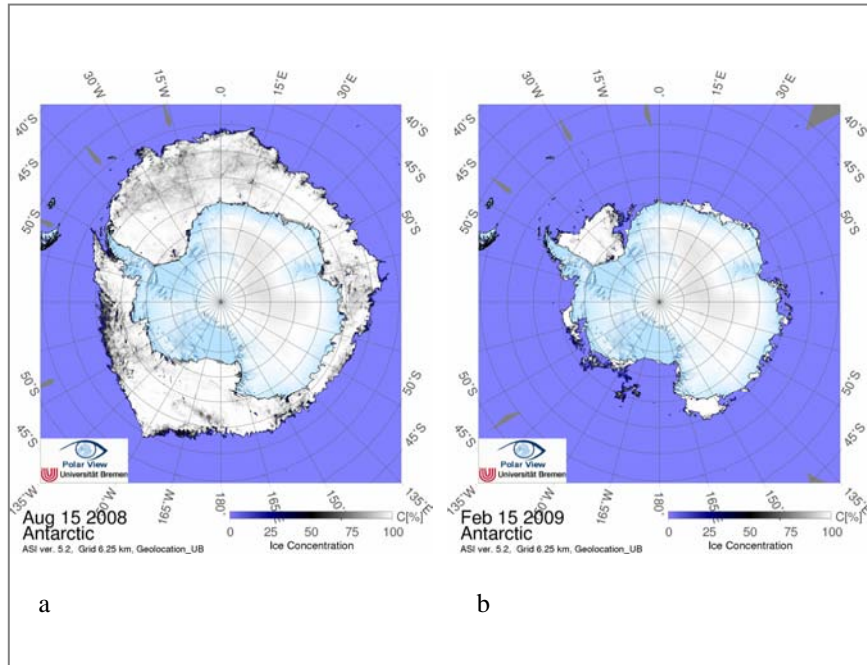 30°W 15°W 0° 15°E 30°E
40°S 40°S
45°S 45°S
50°S 50°S
50°S 50°S
45°S 45°S
40°S 40°S
135°W 165°W 180° 165°E 150° 135°E
Polar View
Universität Bremen
Aug 15 2008
Antarctic
ASI ver. 5.2, Grid 6.25 km, Geolocation_UB
C[%]
0 25 50 75 100
Ice Concentration
a
30°W 15°W 0° 15°E 30°E
40°S 40°S
45°S 45°S
50°S 50°S
50°S 50°S
45°S 45°S
40°S 40°S
135°W 165°W 180° 165°E 150° 135°E
Polar View
Universität Bremen
Feb 15 2009
Antarctic
ASI ver. 5.2, Grid 6.25 km, Geolocation_UB
C[%]
0 25 50 75 100
Ice Concentration
b